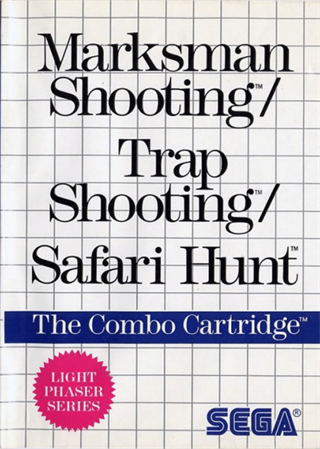 Marksman
Shooting™/
Trap
Shooting™/
Safari Hunt™
The Combo Cartridge™
LIGHT
PHASER
SERIES
SEGA®